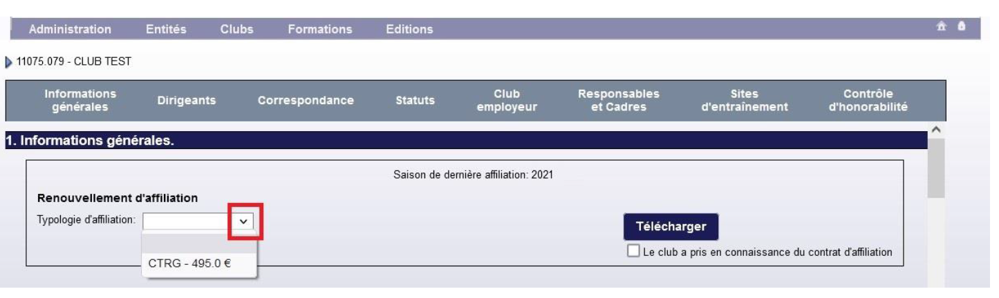 Administration Entités Clubs Formations Editions
11075.079 - CLUB TEST
Informations générales Dirigeants Correspondance Statuts Club employeur Responsables et Cadres Sites d'entraînement Contrôle d'honorabilité
1. Informations générales.
Saison de dernière affiliation: 2021
Renouvellement d'affiliation
Typologie d'affiliation:
Télécharger
Le club a pris en connaissance du contrat d'affiliation
CTRG - 495.0 €